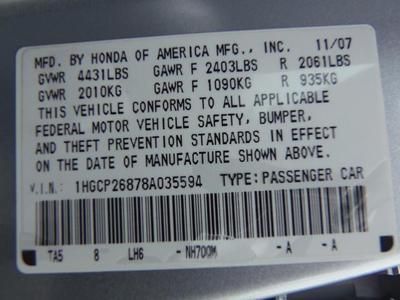 MFD. BY HONDA OF AMERICA MFG., INC. 11/07
GVWR 4431LBS GAWR F 2403LBS R 2061LBS
GVWR 2010KG GAWR F 1090KG R 935KG
THIS VEHICLE CONFORMS TO ALL APPLICABLE
FEDERAL MOTOR VEHICLE SAFETY, BUMPER,
AND THEFT PREVENTION STANDARDS IN EFFECT
ON THE DATE OF MANUFACTURE SHOWN ABOVE.
V.I.N.: 1HGCP26878A035594 TYPE:PASSENGER CAR
TA5 8 LH6 -NH700M -A -A